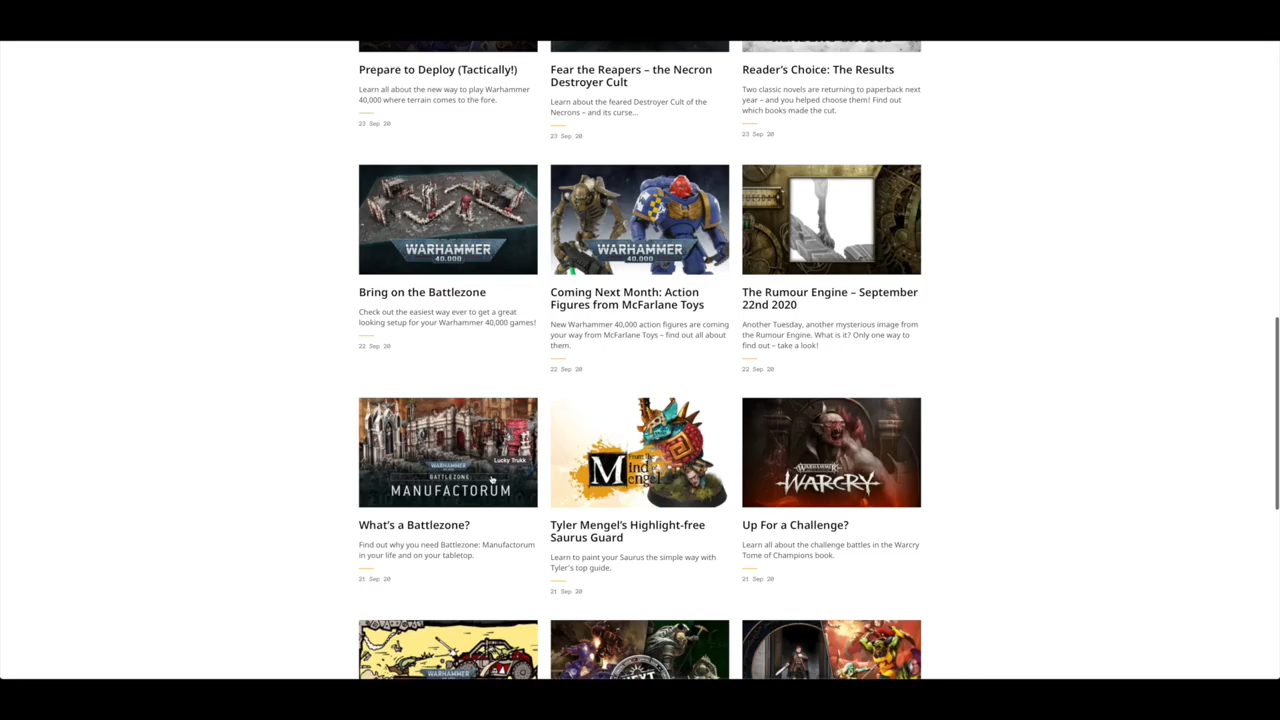 Prepare to Deploy (Tactically!)
Learn all about the new way to play Warhammer
40,000 where terrain comes to the fore.
23 Sep 20
Fear the Reapers – the Necron
Destroyer Cult
Learn about the feared Destroyer Cult of the
Necrons – and its curse...
23 Sep 20
Reader's Choice: The Results
Two classic novels are returning to paperback next
year – and you helped choose them! Find out
which books made the cut.
23 Sep 20
WARHAMMER
40,000
Bring on the Battlezone
Check out the easiest way ever to get a great
looking setup for your Warhammer 40,000 games!
22 Sep 20
WARHAMMER
40,000
Coming Next Month: Action
Figures from McFarlane Toys
New Warhammer 40,000 action figures are coming
your way from McFarlane Toys – find out all about
them.
22 Sep 20
The Rumour Engine – September
22nd 2020
Another Tuesday, another mysterious image from
the Rumour Engine. What is it? Only one way to
find out – take a look!
22 Sep 20
Lucky Trukk
WARHAMMER
BATTLEZONE:
MANUFACTORUM
What's a Battlezone?
Find out why you need Battlezone: Manufactorum
in your life and on your tabletop.
21 Sep 20
M
From the
Mind of
Mengel
Tyler Mengel's Highlight-free
Saurus Guard
Learn to paint your Saurus the simple way with
Tyler's top guide.
21 Sep 20
WARHAMMER
WARCRY
Up For a Challenge?
Learn all about the challenge battles in the Warcry
Tome of Champions book.
21 Sep 20
WARHAMMER
NEXT